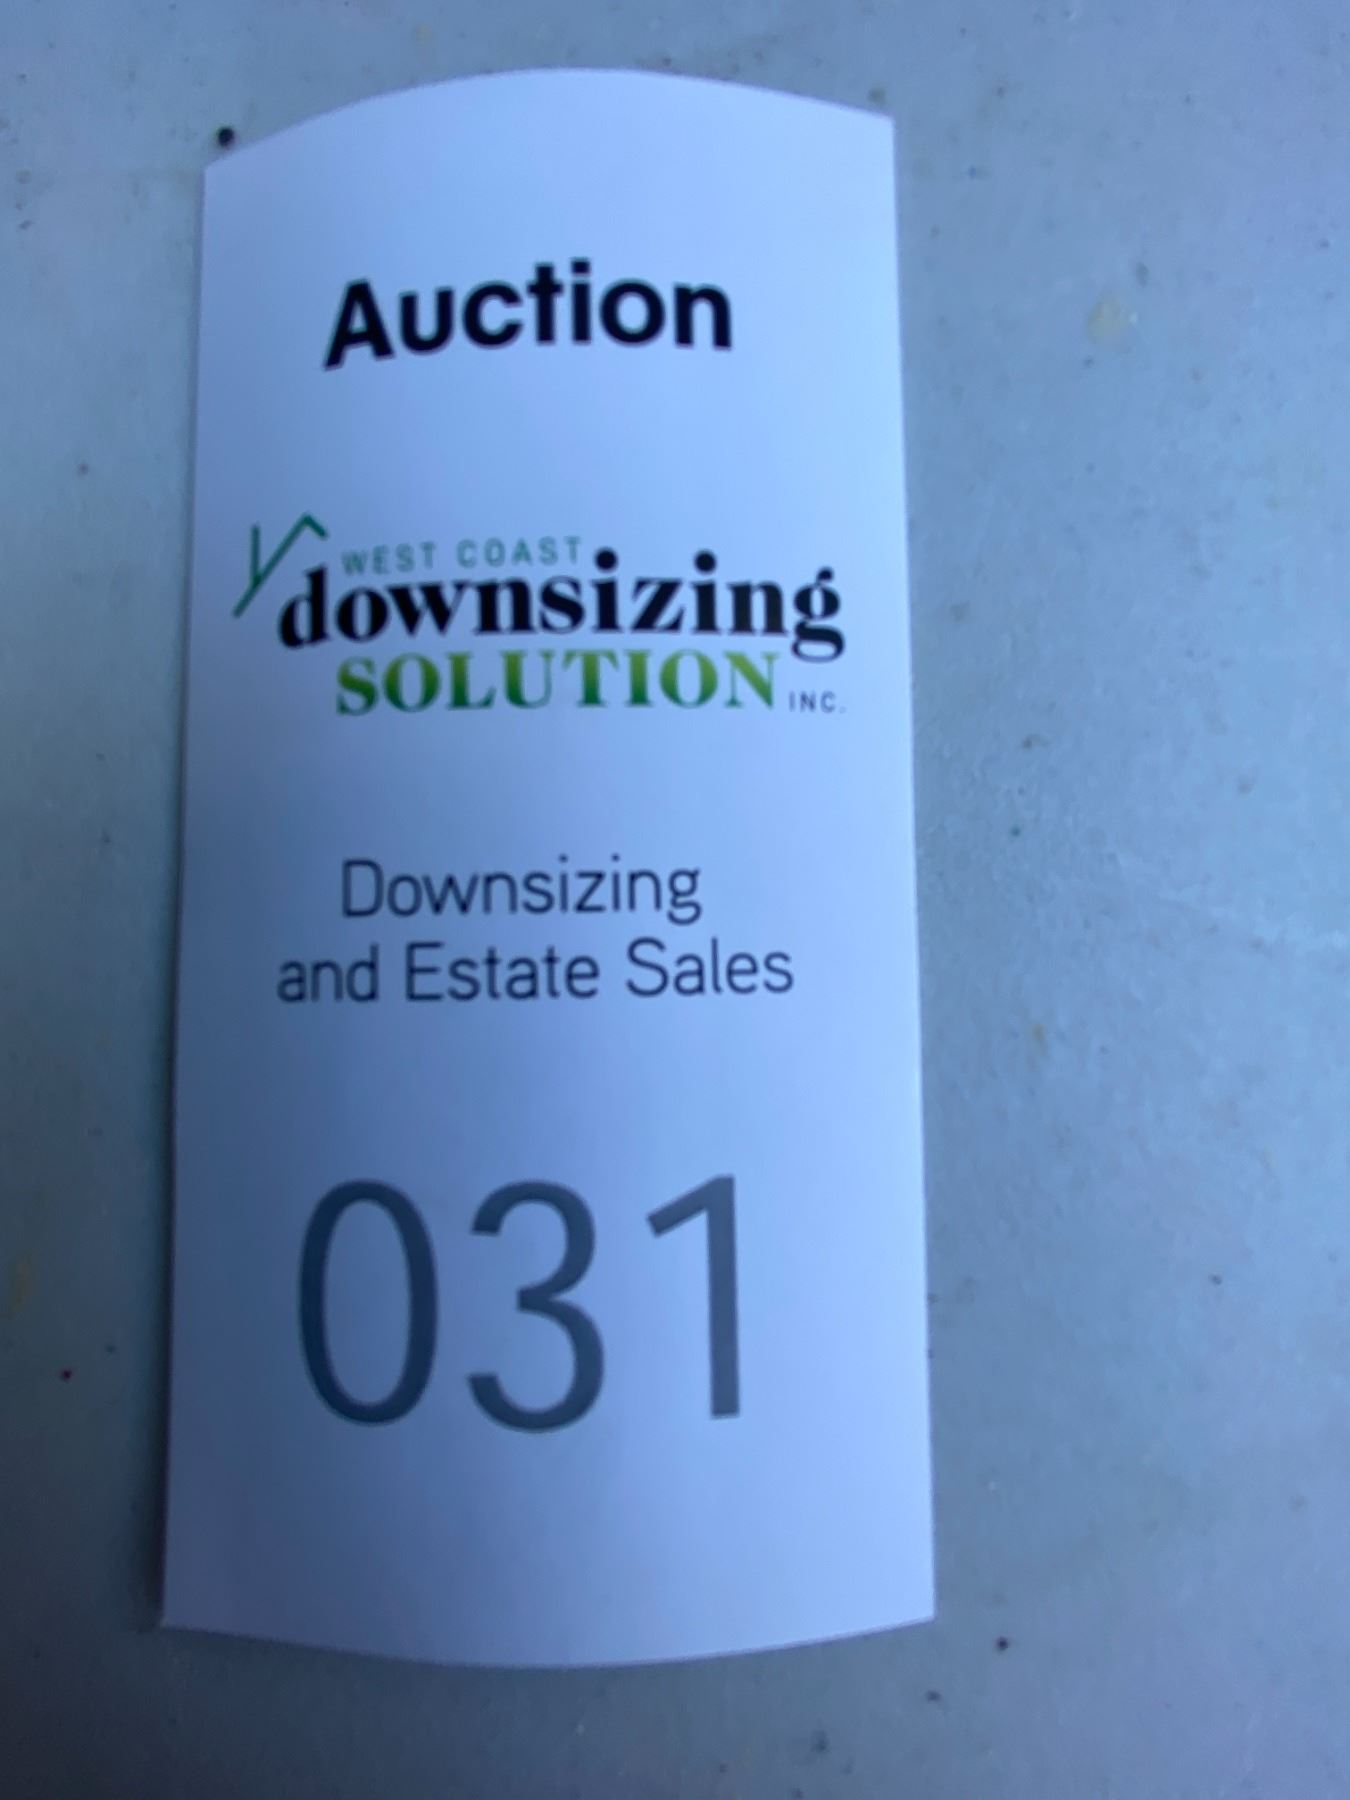 Auction
WEST COAST
downsizing
SOLUTION INC.
Downsizing
and Estate Sales
031